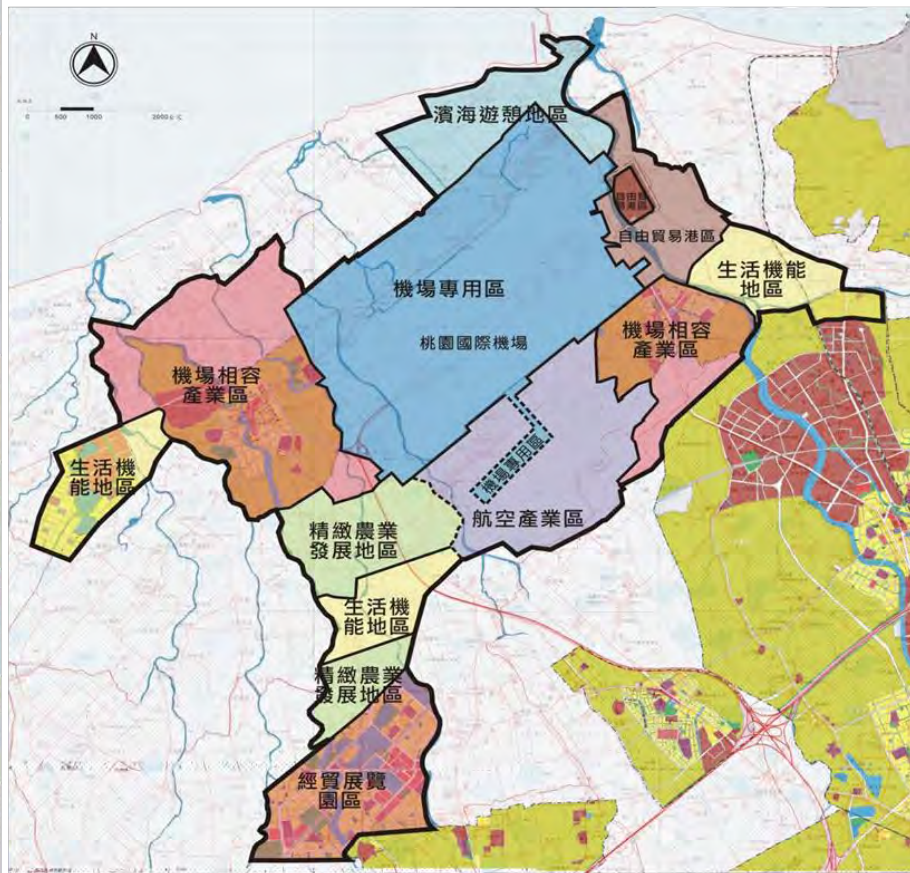 N
0 500 1000 2000
濱海遊憩地區
自由貿易港區
生活機能
地區
機場專用區
桃園國際機場
機場相容
產業區
機場相容
產業區
生活機
能地區
機場專用區
航空產業區
精緻農業
發展地區
生活機
能地區
精緻農業
發展地區
經貿展覽
園區